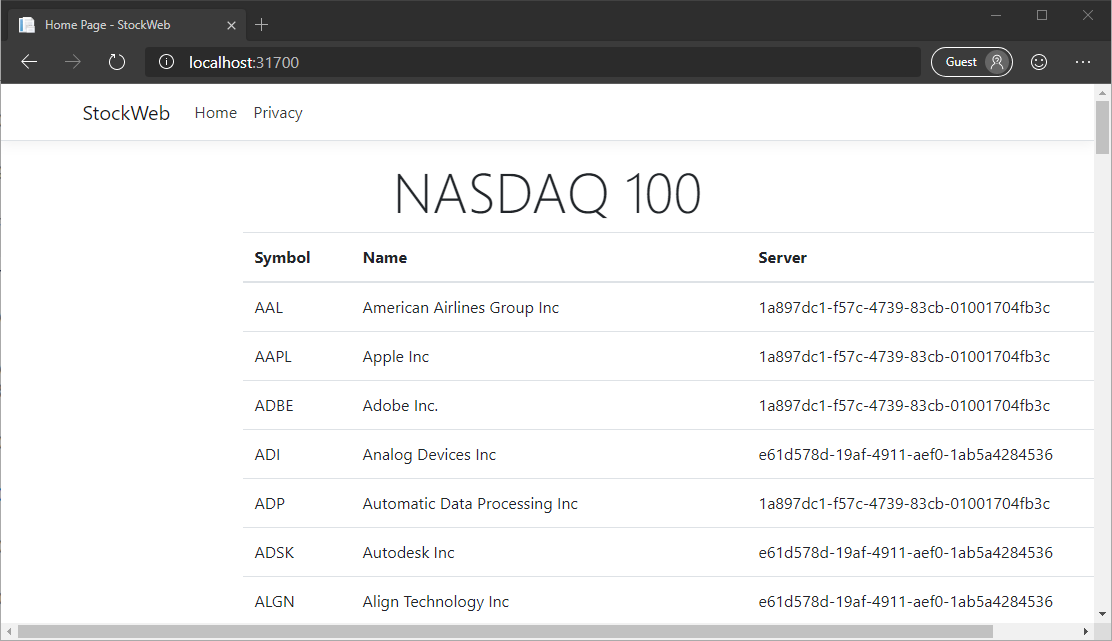 Home Page - StockWeb
localhost:31700 Guest
StockWeb Home Privacy
NASDAQ 100
Symbol Name Server
AAL American Airlines Group Inc 1a897dc1-f57c-4739-83cb-01001704fb3c
AAPL Apple Inc 1a897dc1-f57c-4739-83cb-01001704fb3c
ADBE Adobe Inc. 1a897dc1-f57c-4739-83cb-01001704fb3c
ADI Analog Devices Inc e61d578d-19af-4911-aef0-1ab5a4284536
ADP Automatic Data Processing Inc 1a897dc1-f57c-4739-83cb-01001704fb3c
ADSK Autodesk Inc e61d578d-19af-4911-aef0-1ab5a4284536
ALGN Align Technology Inc e61d578d-19af-4911-aef0-1ab5a4284536